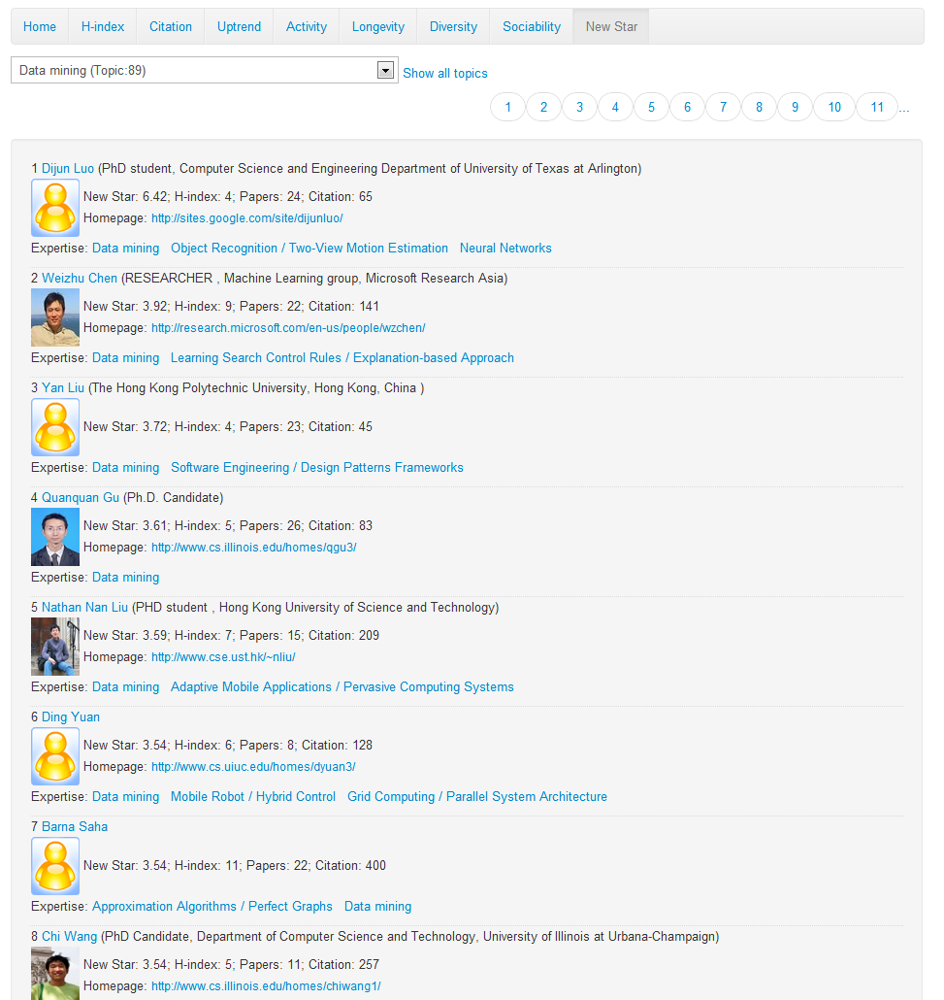 Home H-index Citation Uptrend Activity Longevity Diversity Sociability New Star
Data mining (Topic:89) Show all topics
1 2 3 4 5 6 7 8 9 10 11 ...
1 Dijun Luo (PhD student, Computer Science and Engineering Department of University of Texas at Arlington)
New Star: 6.42; H-index: 4; Papers: 24; Citation: 65
Homepage: http://sites.google.com/site/dijunluo/
Expertise: Data mining Object Recognition / Two-View Motion Estimation Neural Networks
2 Weizhu Chen (RESEARCHER , Machine Learning group, Microsoft Research Asia)
New Star: 3.92; H-index: 9; Papers: 22; Citation: 141
Homepage: http://research.microsoft.com/en-us/people/wzchen/
Expertise: Data mining Learning Search Control Rules / Explanation-based Approach
3 Yan Liu (The Hong Kong Polytechnic University, Hong Kong, China )
New Star: 3.72; H-index: 4; Papers: 23; Citation: 45
Expertise: Data mining Software Engineering / Design Patterns Frameworks
4 Quanquan Gu (Ph.D. Candidate)
New Star: 3.61; H-index: 5; Papers: 26; Citation: 83
Homepage: http://www.cs.illinois.edu/homes/qgu3/
Expertise: Data mining
5 Nathan Nan Liu (PHD student , Hong Kong University of Science and Technology)
New Star: 3.59; H-index: 7; Papers: 15; Citation: 209
Homepage: http://www.cse.ust.hk/~nliu/
Expertise: Data mining Adaptive Mobile Applications / Pervasive Computing Systems
6 Ding Yuan
New Star: 3.54; H-index: 6; Papers: 8; Citation: 128
Homepage: http://www.cs.uiuc.edu/homes/dyuan3/
Expertise: Data mining Mobile Robot / Hybrid Control Grid Computing / Parallel System Architecture
7 Barna Saha
New Star: 3.54; H-index: 11; Papers: 22; Citation: 400
Expertise: Approximation Algorithms / Perfect Graphs Data mining
8 Chi Wang (PhD Candidate, Department of Computer Science and Technology, University of Illinois at Urbana-Champaign)
New Star: 3.54; H-index: 5; Papers: 11; Citation: 257
Homepage: http://www.cs.illinois.edu/homes/chiwang1/